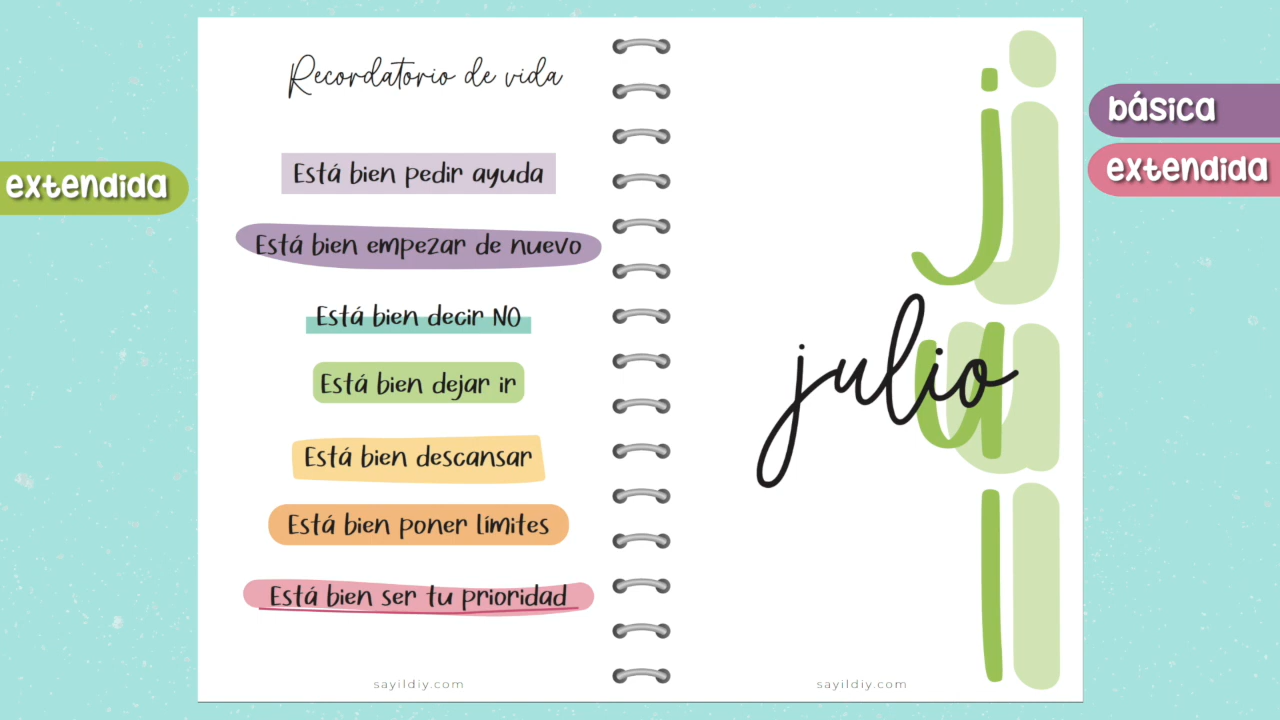 extendida
Recordatorio de vida
Está bien pedir ayuda
Está bien empezar de nuevo
Está bien decir NO
Está bien dejar ir
Está bien descansar
Está bien poner límites
Está bien ser tu prioridad
sayildiy.com
j
u
l
julio
sayildiy.com
básica
extendida